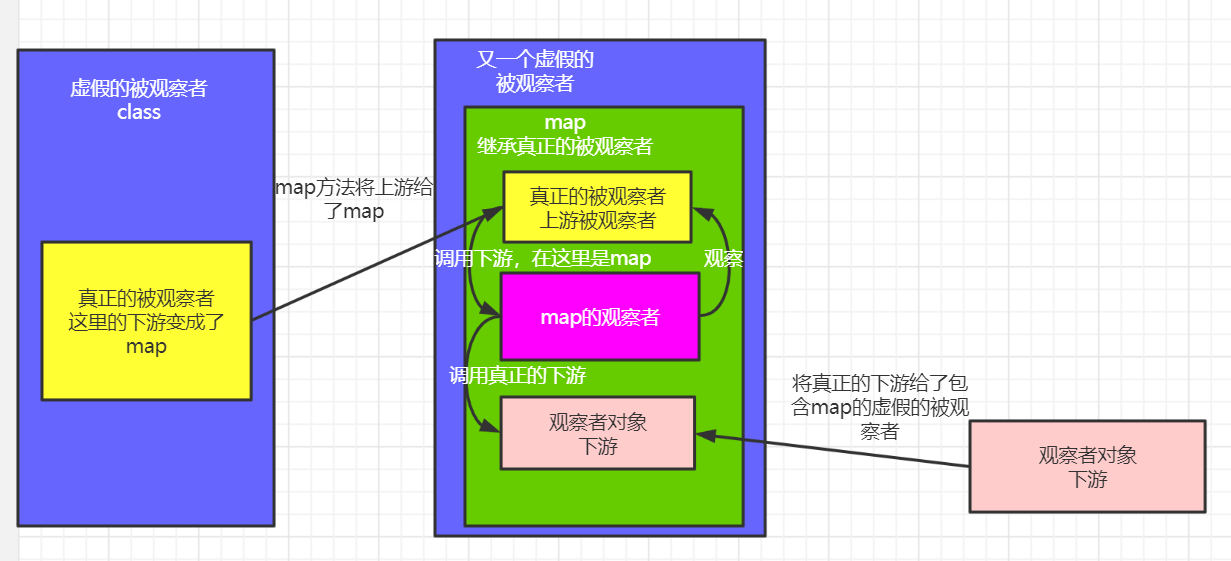 虚假的被观察者
class
真正的被观察者
这里的下游变成了
map
map方法将上游给
了map
又一个虚假的
被观察者
map
继承真正的被观察者
真正的被观察者
上游被观察者
调用下游，在这里是map
观察
map的观察者
调用真正的下游
观察者对象
下游
将真正的下游给了包
含map的虚假的被观
察者
观察者对象
下游